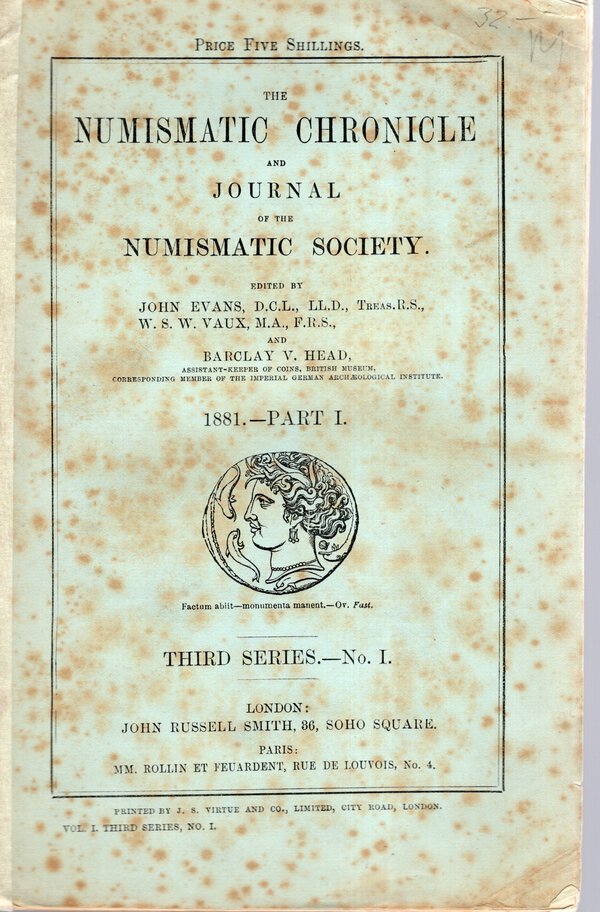 32-
PRICE FIVE SHILLINGS.
THE
NUMISMATIC CHRONICLE
AND
JOURNAL
OF THE
NUMISMATIC SOCIETY.
EDITED BY
JOHN EVANS, D.C.L., LL.D., TREAS.R.S.,
W. S. W. VAUX, M.A., F.R.S.,
AND
BARCLAY V. HEAD,
ASSISTANT-KEEPER OF COINS, BRITISH MUSEUM,
CORRESPONDING MEMBER OF THE IMPERIAL GERMAN ARCHÆOLOGICAL INSTITUTE.
1881.—PART I.
Factum abiit—monumenta manent.—Ov. Fast.
THIRD SERIES.—No. I.
LONDON:
JOHN RUSSELL SMITH, 36, SOHO SQUARE.
PARIS:
MM. ROLLIN ET FEUARDENT, RUE DE LOUVOIS, No. 4.
PRINTED BY J. S. VIRTUE AND CO., LIMITED, CITY ROAD, LONDON.
VOL. I. THIRD SERIES, NO. I.